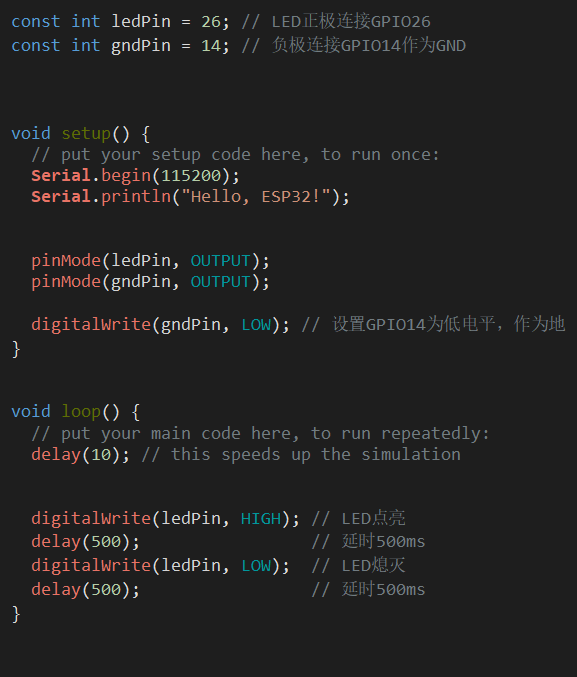 const int ledPin = 26; // LED正极连接GPIO26
const int gndPin = 14; // 负极连接GPIO14作为GND
void setup() {
// put your setup code here, to run once:
Serial.begin(115200);
Serial.println("Hello, ESP32!");
pinMode(ledPin, OUTPUT);
pinMode(gndPin, OUTPUT);
digitalWrite(gndPin, LOW); // 设置GPIO14为低电平，作为地
}
void loop() {
// put your main code here, to run repeatedly:
delay(10); // this speeds up the simulation
digitalWrite(ledPin, HIGH); // LED点亮
delay(500); // 延时500ms
digitalWrite(ledPin, LOW); // LED熄灭
delay(500); // 延时500ms
}